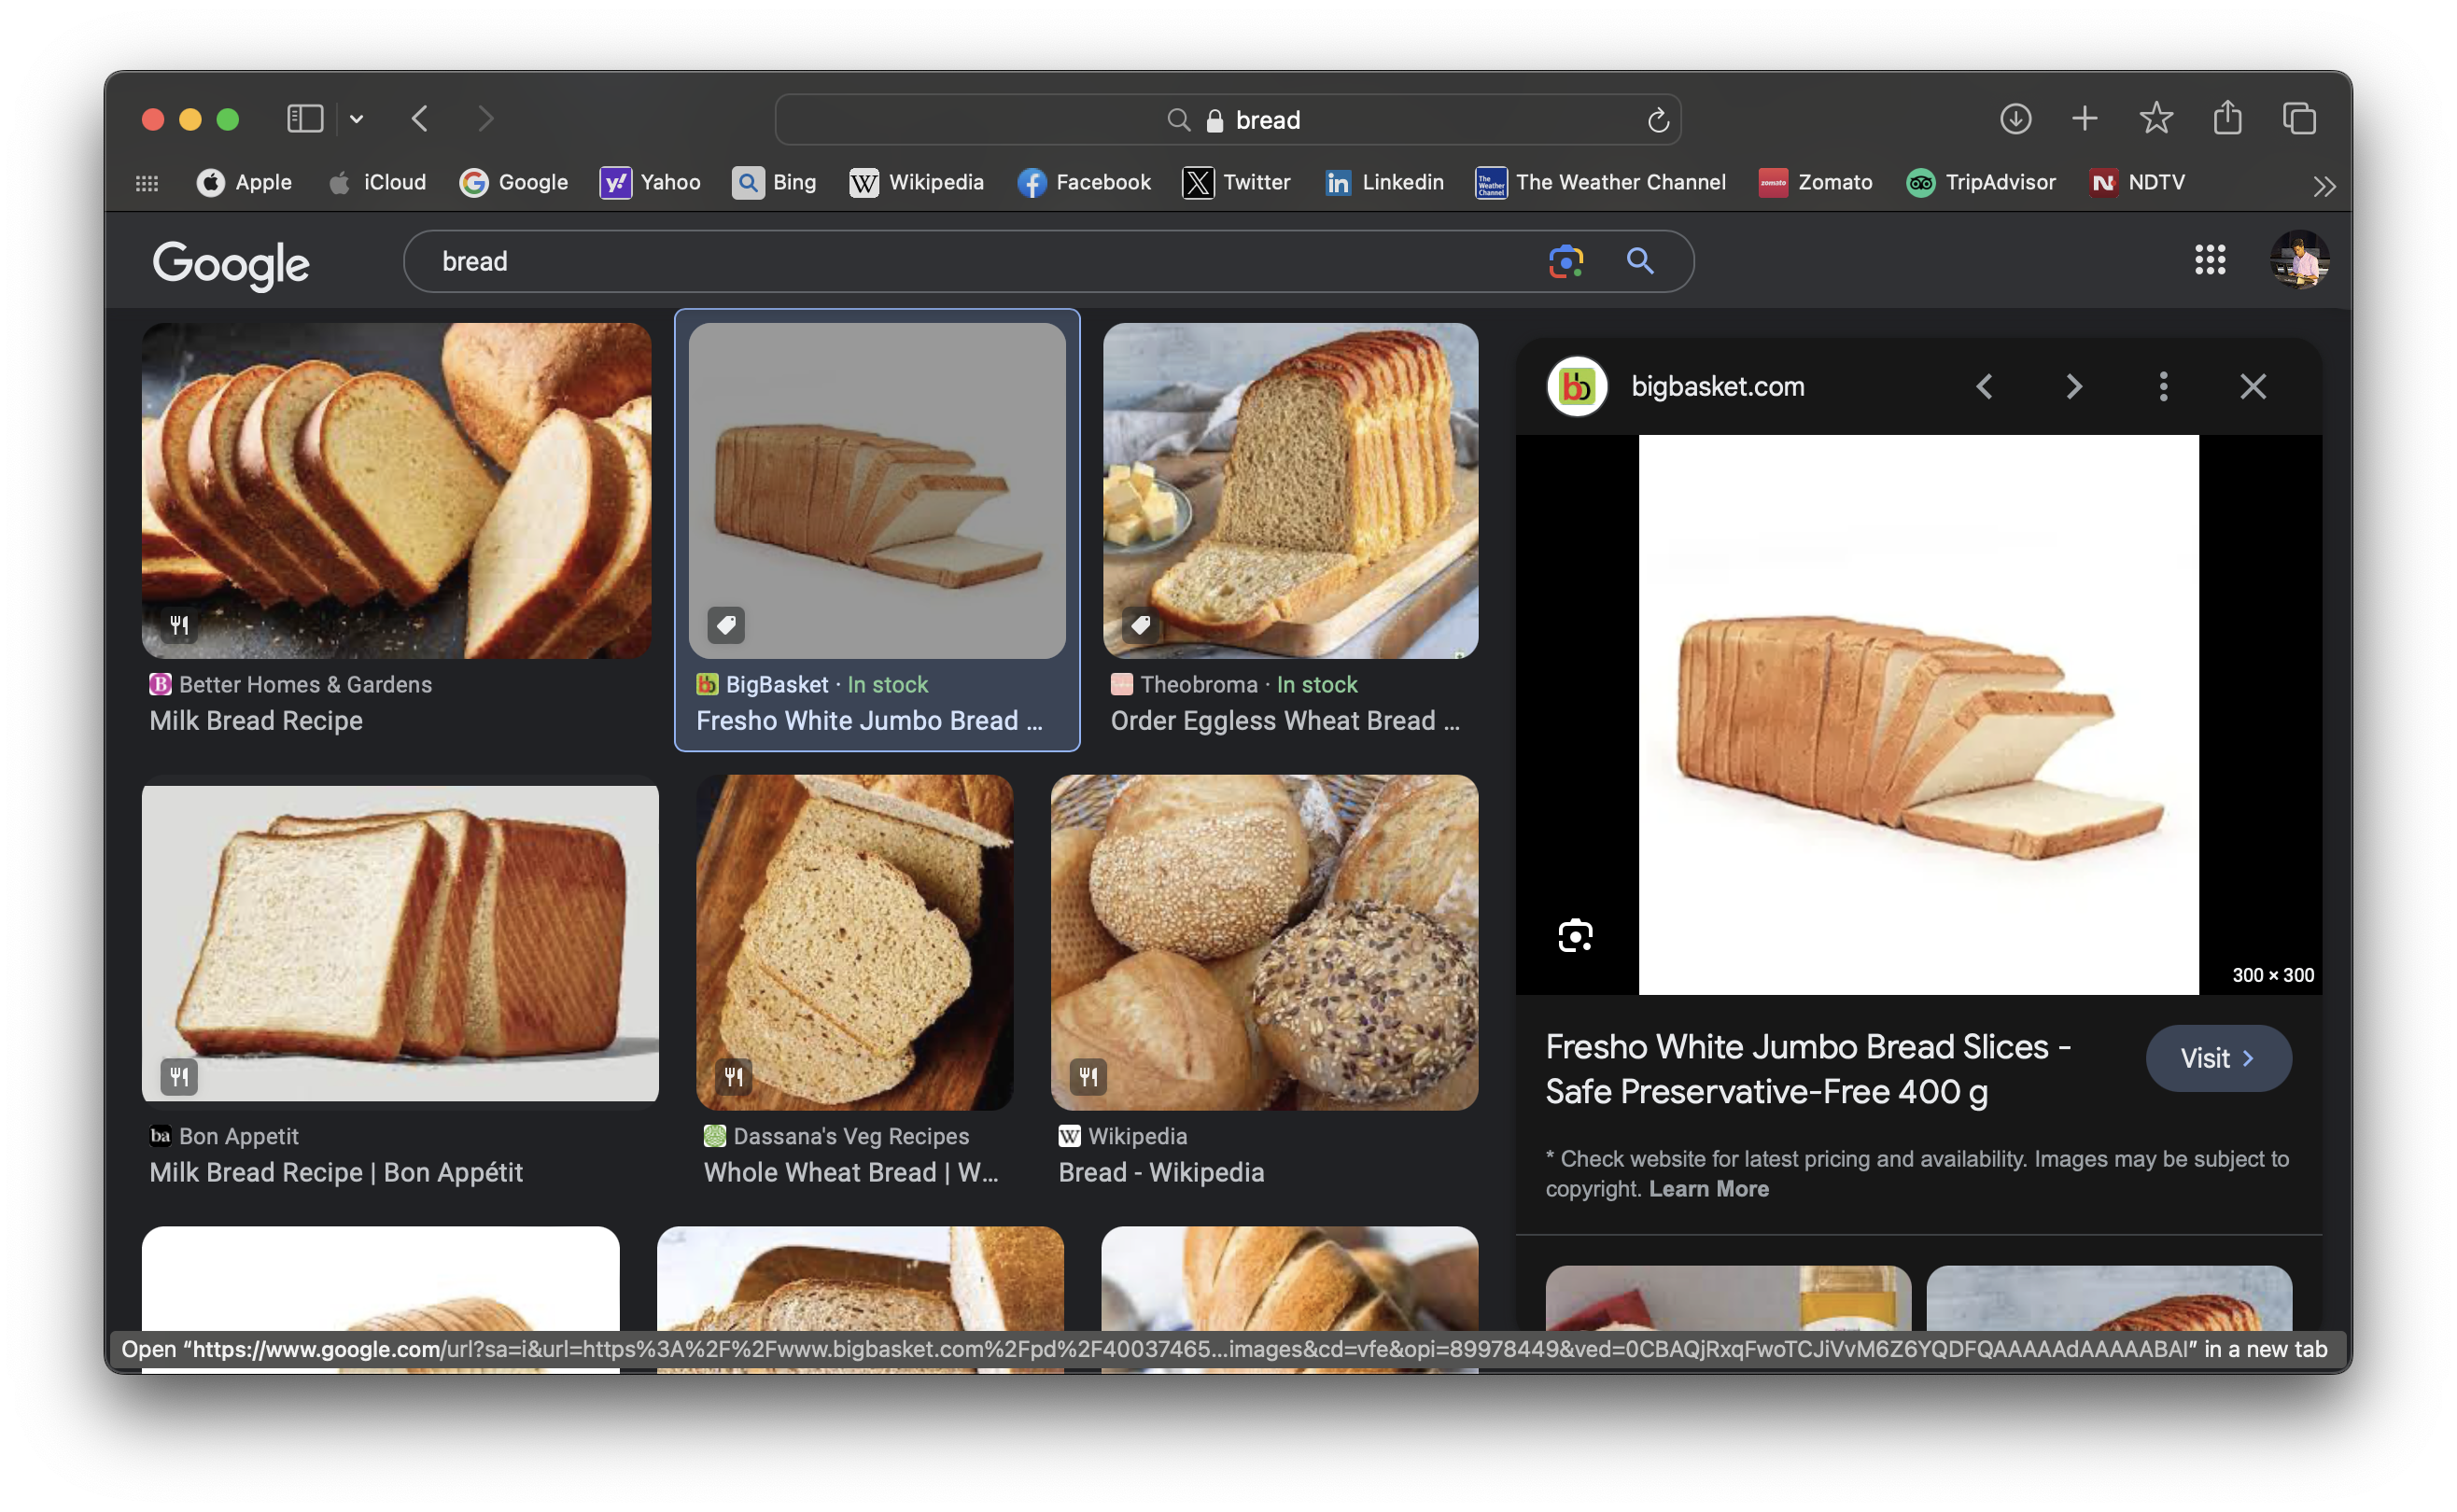 bread
Apple
iCloud
Google
Yahoo
Bing
Wikipedia
Facebook
Twitter
Linkedin
The Weather Channel
The Weather Channel
zomato
Zomato
TripAdvisor
NDTV
Google
bread
Better Homes & Gardens
Milk Bread Recipe
BigBasket · In stock
Fresho White Jumbo Bread ...
Theobroma · In stock
Order Eggless Wheat Bread ...
Bon Appetit
Milk Bread Recipe | Bon Appétit
Dassana's Veg Recipes
Whole Wheat Bread | W...
Wikipedia
Bread - Wikipedia
bb
bigbasket.com
300 × 300
Fresho White Jumbo Bread Slices -
Safe Preservative-Free 400 g
Visit
* Check website for latest pricing and availability. Images may be subject to
copyright. Learn More
Open “https://www.google.com/url?sa=i&url=https%3A%2F%2Fwww.bigbasket.com%2Fpd%2F40037465...images&cd=vfe&opi=89978449&ved=0CBAQjRxqFwoTCJiVvM6Z6YQDFQAAAAAdAAAAABAI” in a new tab